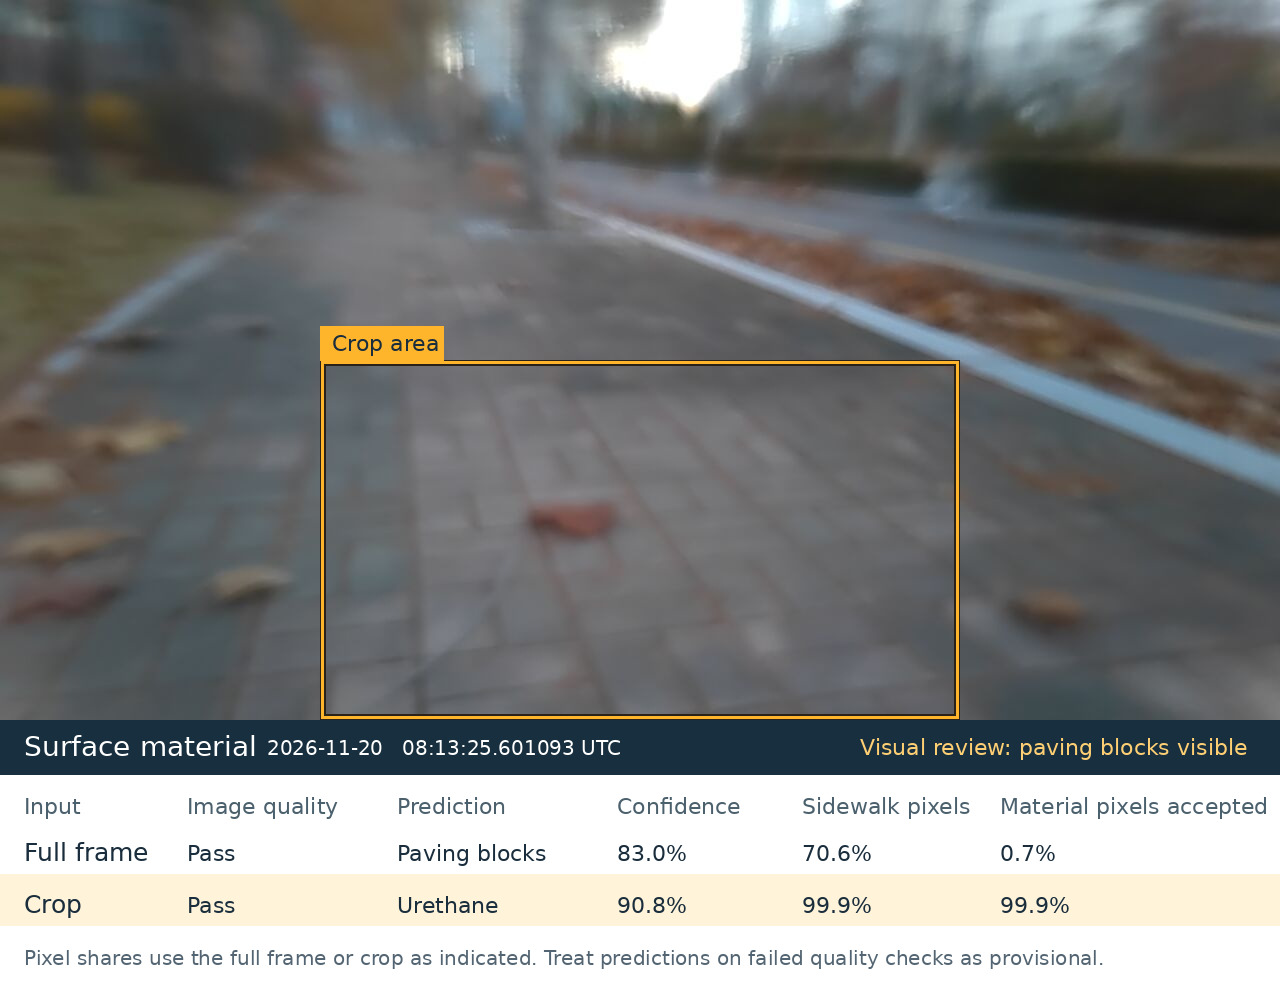 Crop area
Surface material 2026-11-20 08:13:25.601093 UTC Visual review: paving blocks visible
Input Image quality Prediction Confidence Sidewalk pixels Material pixels accepted
Full frame Pass Paving blocks 83.0% 70.6% 0.7%
Crop Pass Urethane 90.8% 99.9% 99.9%
Pixel shares use the full frame or crop as indicated. Treat predictions on failed quality checks as provisional.